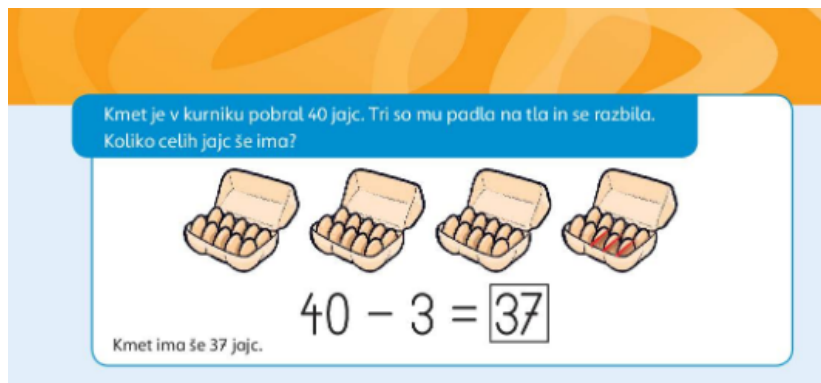 Kmet je v kurniku pobral 40 jajc. Tri so mu padla na tla in se razbila.
Koliko celih jajc še ima?
40 – 3 = 37
Kmet ima še 37 jajc.